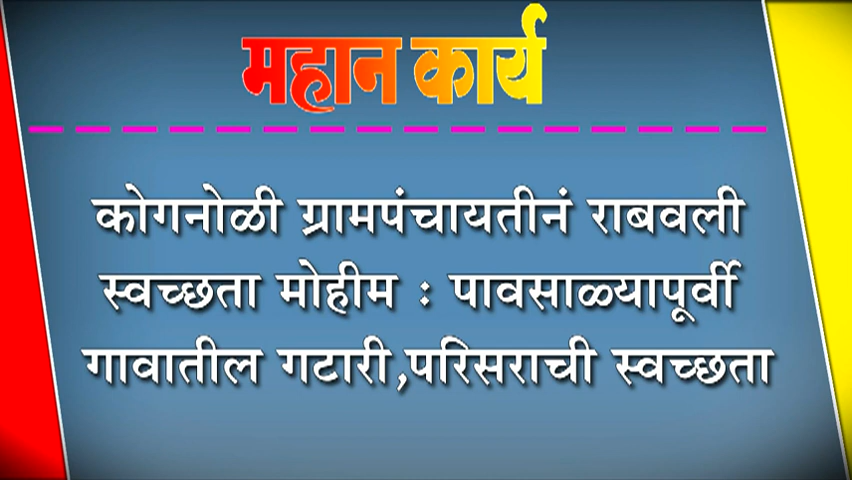 महान कार्य
कोगनोळी ग्रामपंचायतीनं राबवली
स्वच्छता मोहीम : पावसाळ्यापूर्वी
गावातील गटारी,परिसराची स्वच्छता